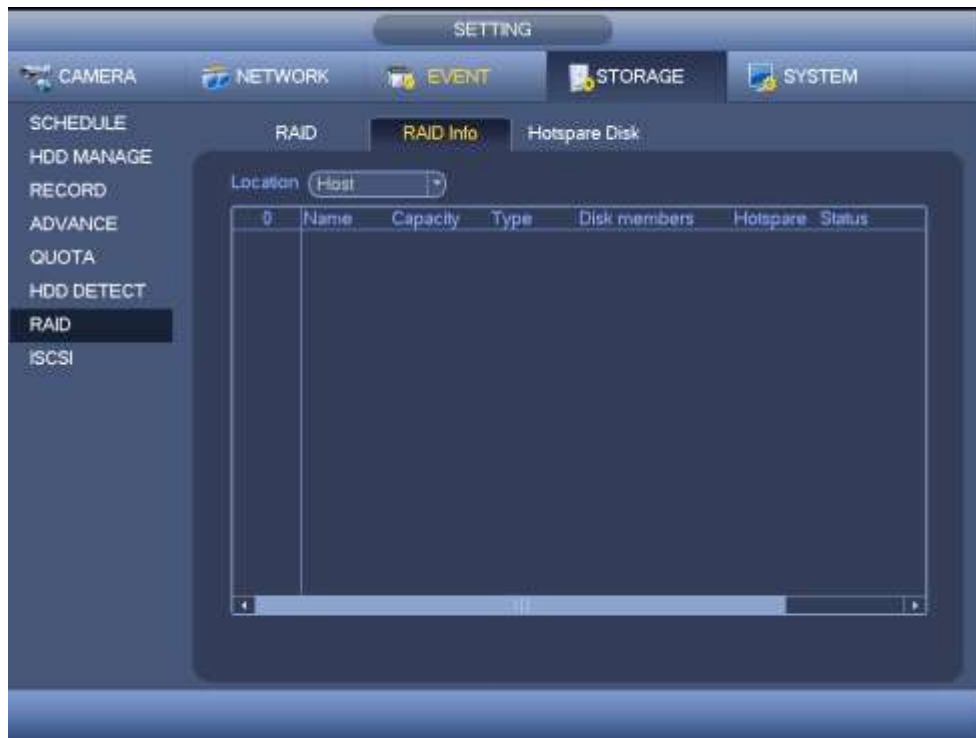 SETTING
CAMERA NETWORK EVENT STORAGE SYSTEM
SCHEDULE
HDD MANAGE
RECORD
ADVANCE
QUOTA
HDD DETECT
RAID
ISCSI
RAID RAID Info Hotspare Disk
Location Host
0 Name Capacity Type Disk members Hotspare Status